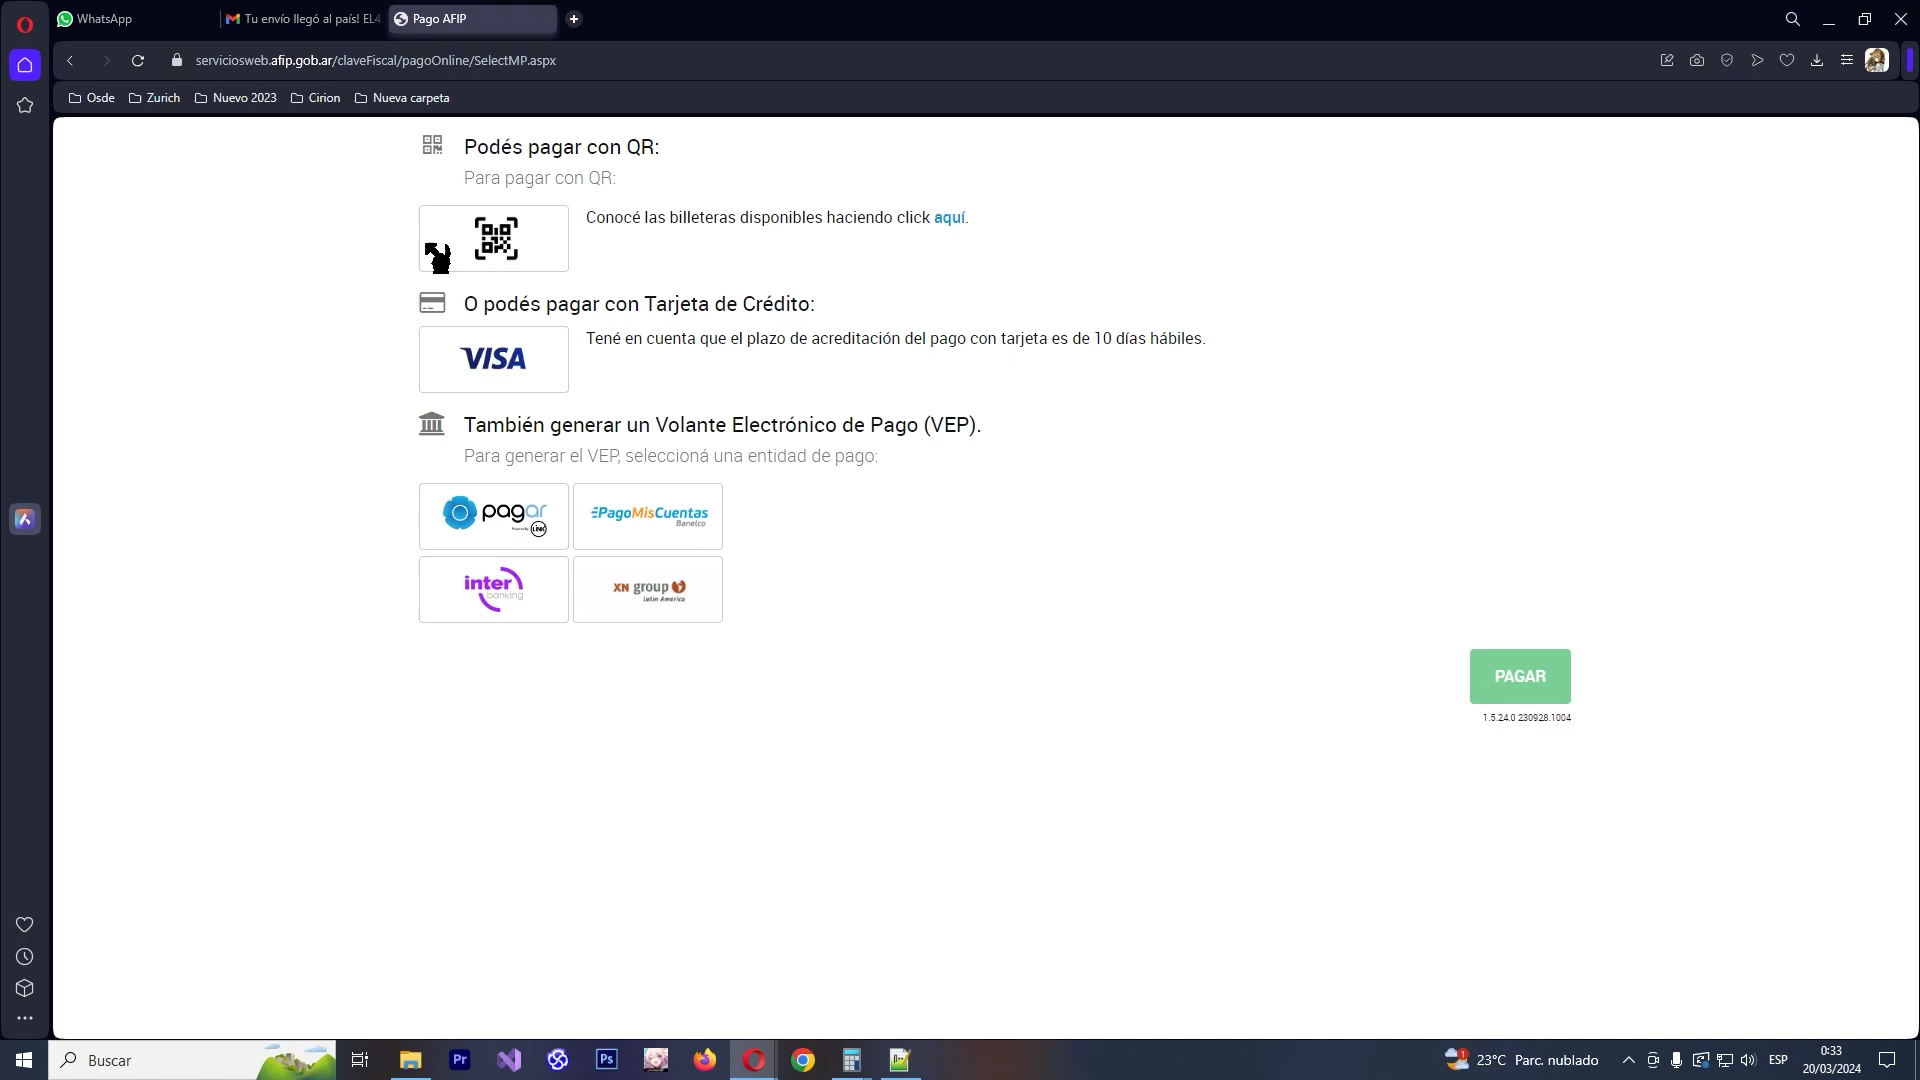 WhatsApp
Tu envío llegó al país! EL4
Pago AFIP
serviciosweb.afip.gob.ar/claveFiscal/pagoOnline/SelectMP.aspx
Osde
Zurich
Nuevo 2023
Cirion
Nueva carpeta
Podés pagar con QR:
Para pagar con QR:
Conocé las billeteras disponibles haciendo click aquí.
O podés pagar con Tarjeta de Crédito:
VISA
Tené en cuenta que el plazo de acreditación del pago con tarjeta es de 10 días hábiles.
También generar un Volante Electrónico de Pago (VEP).
Para generar el VEP, seleccioná una entidad de pago:
pagar
LINK
PagoMisCuentas
Banelco
inter
banking
XN group
Latin America
PAGAR
1.5.24.0 230928.1004
Buscar
Pr
Ps
1
23°C Parc. nublado
ESP
0:33
20/03/2024